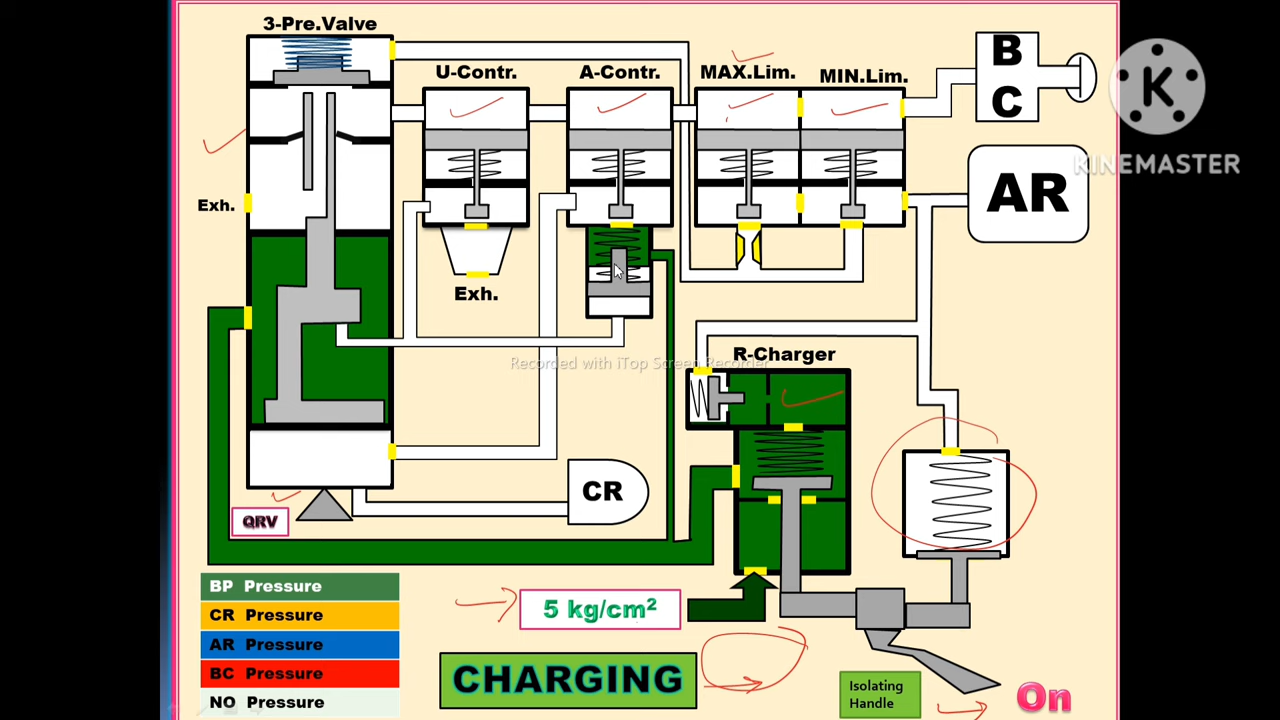 3-Pre.Valve
U-Contr.
A-Contr.
MAX.Lim.
MIN.Lim.
B
C
K
KINEMASTER
AR
Exh.
Exh.
Recorded with iTop Screen Recorder
R-Charger
CR
QRV
BP Pressure
CR Pressure
AR Pressure
BC Pressure
NO Pressure
5 kg/cm²
CHARGING
Isolating
Handle
On